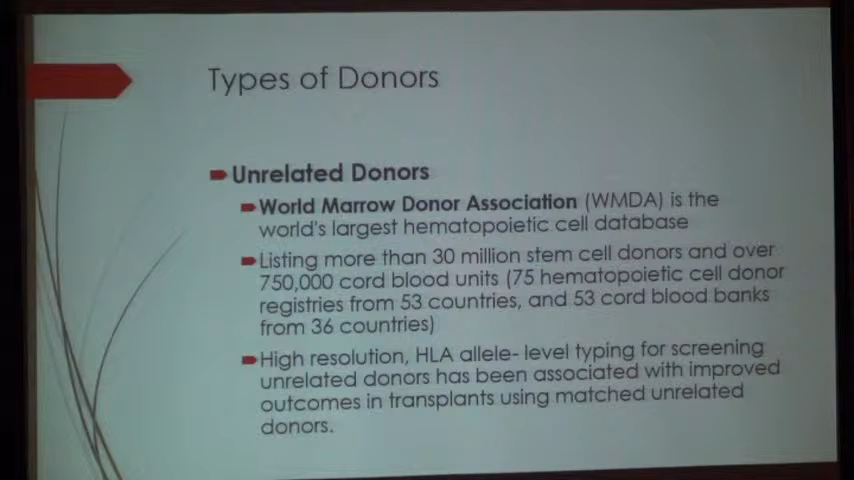 Types of Donors
Unrelated Donors
World Marrow Donor Association (WMDA) is the
world's largest hematopoietic cell database
Listing more than 30 million stem cell donors and over
750,000 cord blood units (75 hematopoietic cell donor
registries from 53 countries, and 53 cord blood banks
from 36 countries)
High resolution, HLA allele- level typing for screening
unrelated donors has been associated with improved
outcomes in transplants using matched unrelated
donors.